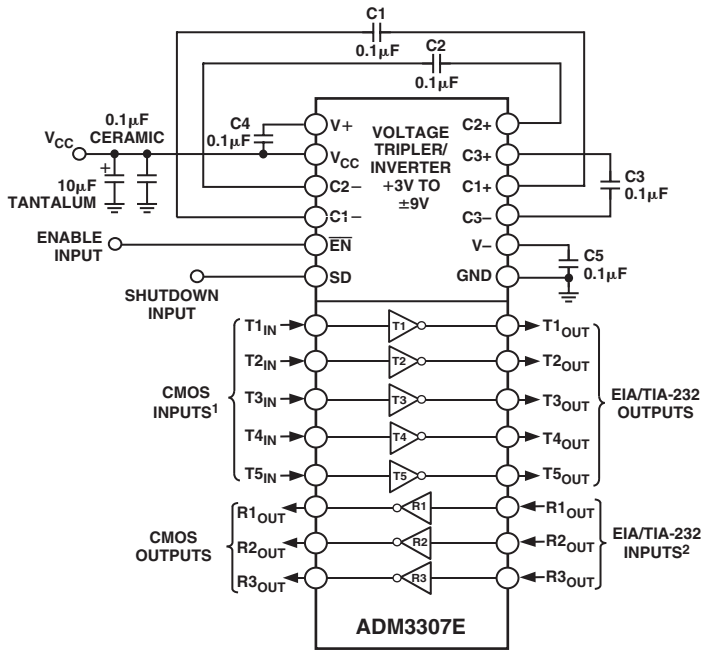 C1
0.1μF
C2
0.1μF
0.1μF
CERAMIC
VCC
+
10μF
TANTALUM
C4
0.1μF
V+
VCC
C2–
C1–
EN
SD
VOLTAGE
TRIPLER/
INVERTER
+3V TO
±9V
C2+
C3+
C1+
C3–
V–
GND
C3
0.1μF
C5
0.1μF
ENABLE
INPUT
SHUTDOWN
INPUT
CMOS
INPUTS1
T1IN
T1
T1OUT
T2IN
T2
T2OUT
T3IN
T3
T3OUT
T4IN
T4
T4OUT
T5IN
T5
T5OUT
EIA/TIA-232
OUTPUTS
CMOS
OUTPUTS
R1OUT
R1
R1OUT
R2OUT
R2
R2OUT
R3OUT
R3
R3OUT
EIA/TIA-232
INPUTS2
ADM3307E